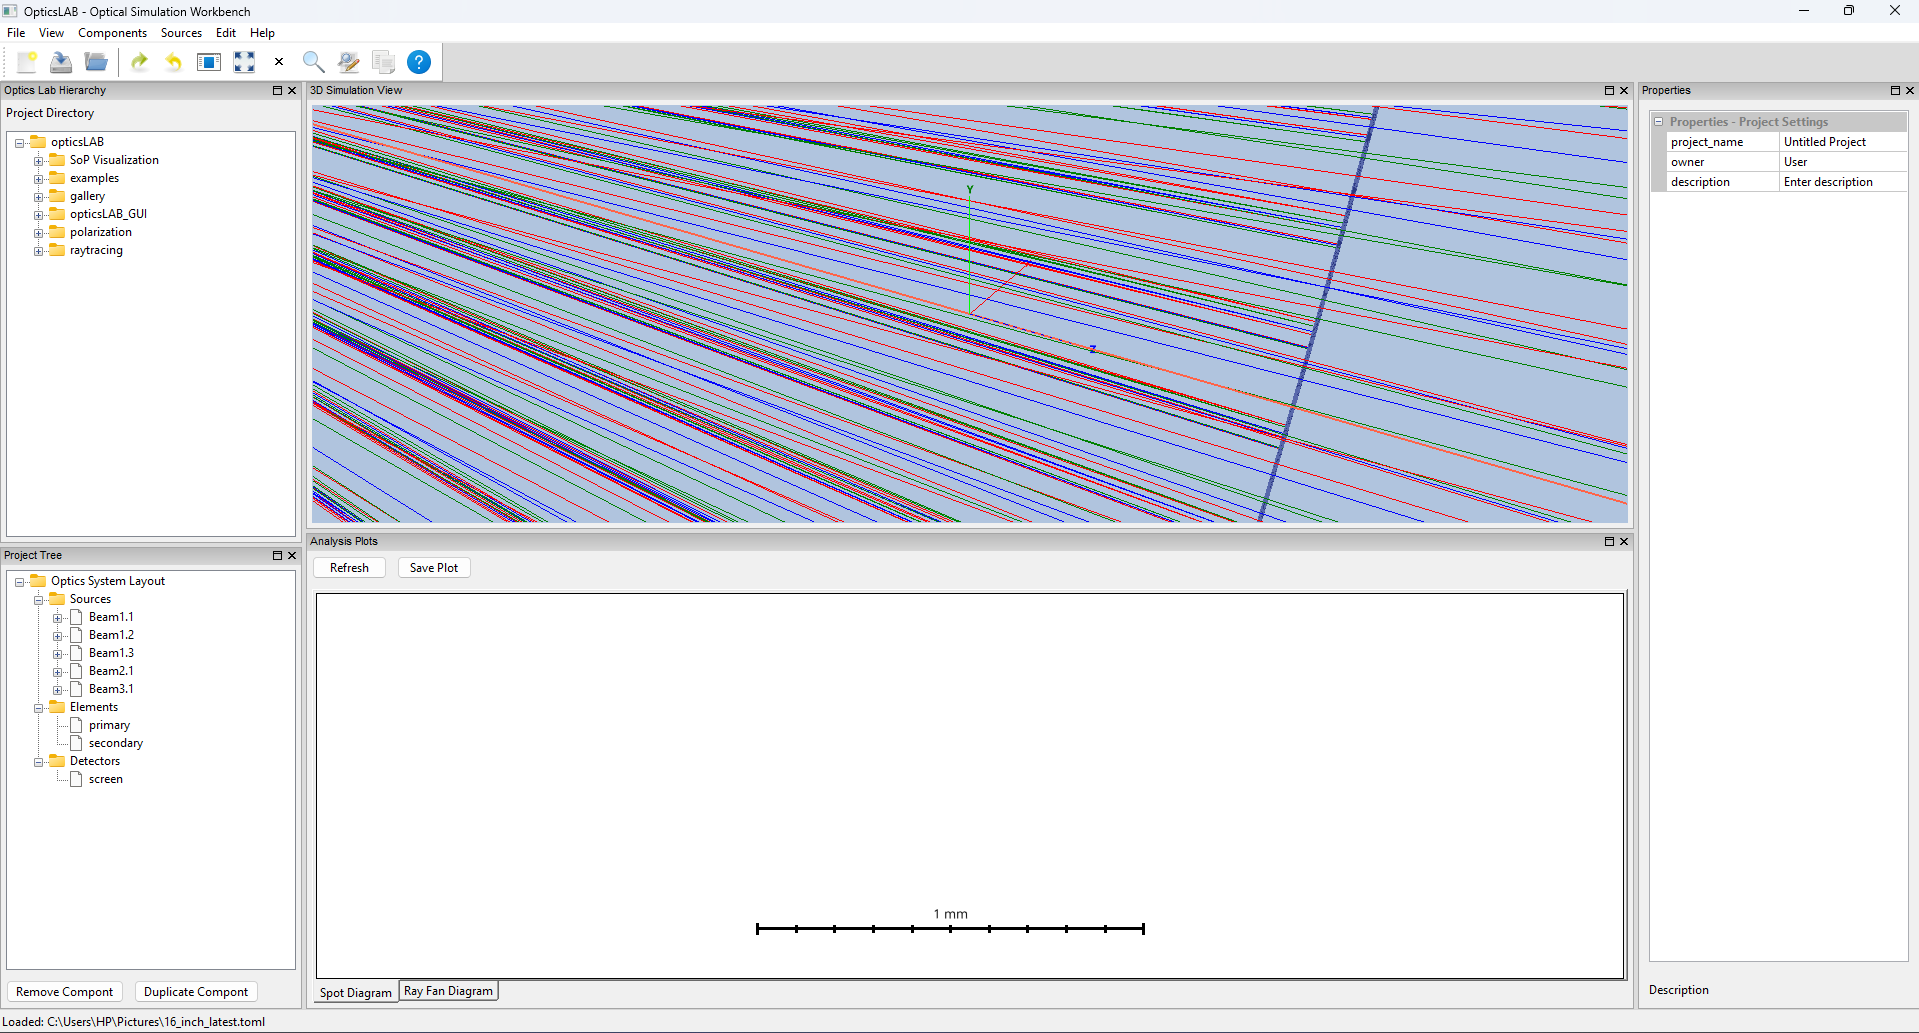 OpticsLAB - Optical Simulation Workbench
File View Components Sources Edit Help
Optics Lab Hierarchy
Project Directory
opticsLAB
SoP Visualization
examples
gallery
opticsLAB_GUI
polarization
raytracing
Project Tree
Optics System Layout
Sources
Beam1.1
Beam1.2
Beam1.3
Beam2.1
Beam3.1
Elements
primary
secondary
Detectors
screen
Remove Compont Duplicate Compont
3D Simulation View
Y
Z
Analysis Plots
Refresh Save Plot
1 mm
Spot Diagram Ray Fan Diagram
Properties
Properties - Project Settings
project_name Untitled Project
owner User
description Enter description
Description
Loaded: C:\Users\HP\Pictures\16_inch_latest.toml